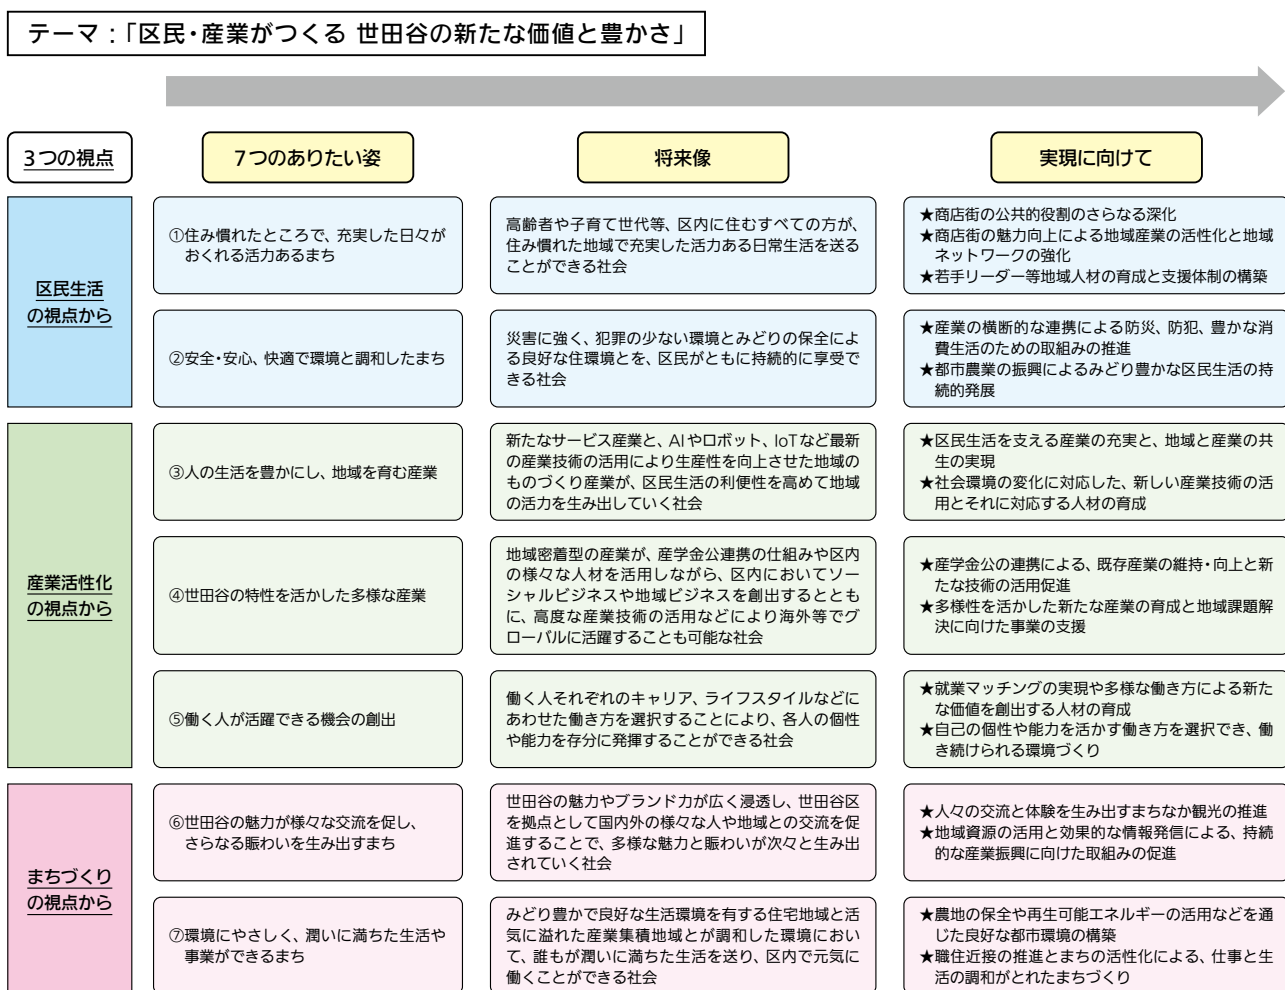 テーマ：「区民・産業がつくる 世田谷の新たな価値と豊かさ」
3つの視点
7つのありたい姿
将来像
実現に向けて
区民生活
の視点から
①住み慣れたところで、充実した日々が
おくれる活力あるまち
高齢者や子育て世代等、区内に住むすべての方が、
住み慣れた地域で充実した活力ある日常生活を送る
ことができる社会
★商店街の公共的役割のさらなる深化
★商店街の魅力向上による地域産業の活性化と地域
ネットワークの強化
★若手リーダー等地域人材の育成と支援体制の構築
②安全・安心、快適で環境と調和したまち
災害に強く、犯罪の少ない環境とみどりの保全によ
る良好な住環境とを、区民がともに持続的に享受で
きる社会
★産業の横断的な連携による防災、防犯、豊かな消
費生活のための取組みの推進
★都市農業の振興によるみどり豊かな区民生活の持
続的発展
産業活性化
の視点から
③人の生活を豊かにし、地域を育む産業
新たなサービス産業と、AIやロボット、IoTなど最新
の産業技術の活用により生産性を向上させた地域の
ものづくり産業が、区民生活の利便性を高めて地域
の活力を生み出していく社会
★区民生活を支える産業の充実と、地域と産業の共
生の実現
★社会環境の変化に対応した、新しい産業技術の活
用とそれに対応する人材の育成
④世田谷の特性を活かした多様な産業
地域密着型の産業が、産学金公連携の仕組みや区内
の様々な人材を活用しながら、区内においてソー
シャルビジネスや地域ビジネスを創出するととも
に、高度な産業技術の活用などにより海外等でグ
ローバルに活躍することも可能な社会
★産学金公の連携による、既存産業の維持・向上と新
たな技術の活用促進
★多様性を活かした新たな産業の育成と地域課題解
決に向けた事業の支援
⑤働く人が活躍できる機会の創出
働く人それぞれのキャリア、ライフスタイルなどに
あわせた働き方を選択することにより、各人の個性
や能力を存分に発揮することができる社会
★就業マッチングの実現や多様な働き方による新た
な価値を創出する人材の育成
★自己の個性や能力を活かす働き方を選択でき、働
き続けられる環境づくり
まちづくり
の視点から
⑥世田谷の魅力が様々な交流を促し、
さらなる賑わいを生み出すまち
世田谷の魅力やブランド力が広く浸透し、世田谷区
を拠点として国内外の様々な人や地域との交流を促
進することで、多様な魅力と賑わいが次々と生み出
されていく社会
★人々の交流と体験を生み出すまちなか観光の推進
★地域資源の活用と効果的な情報発信による、持続
的な産業振興に向けた取組みの促進
⑦環境にやさしく、潤いに満ちた生活や
事業ができるまち
みどり豊かで良好な生活環境を有する住宅地域と活
気に溢れた産業集積地域とが調和した環境におい
て、誰もが潤いに満ちた生活を送り、区内で元気に
働くことができる社会
★農地の保全や再生可能エネルギーの活用などを通
じた良好な都市環境の構築
★職住近接の推進とまちの活性化による、仕事と生
活の調和がとれたまちづくり